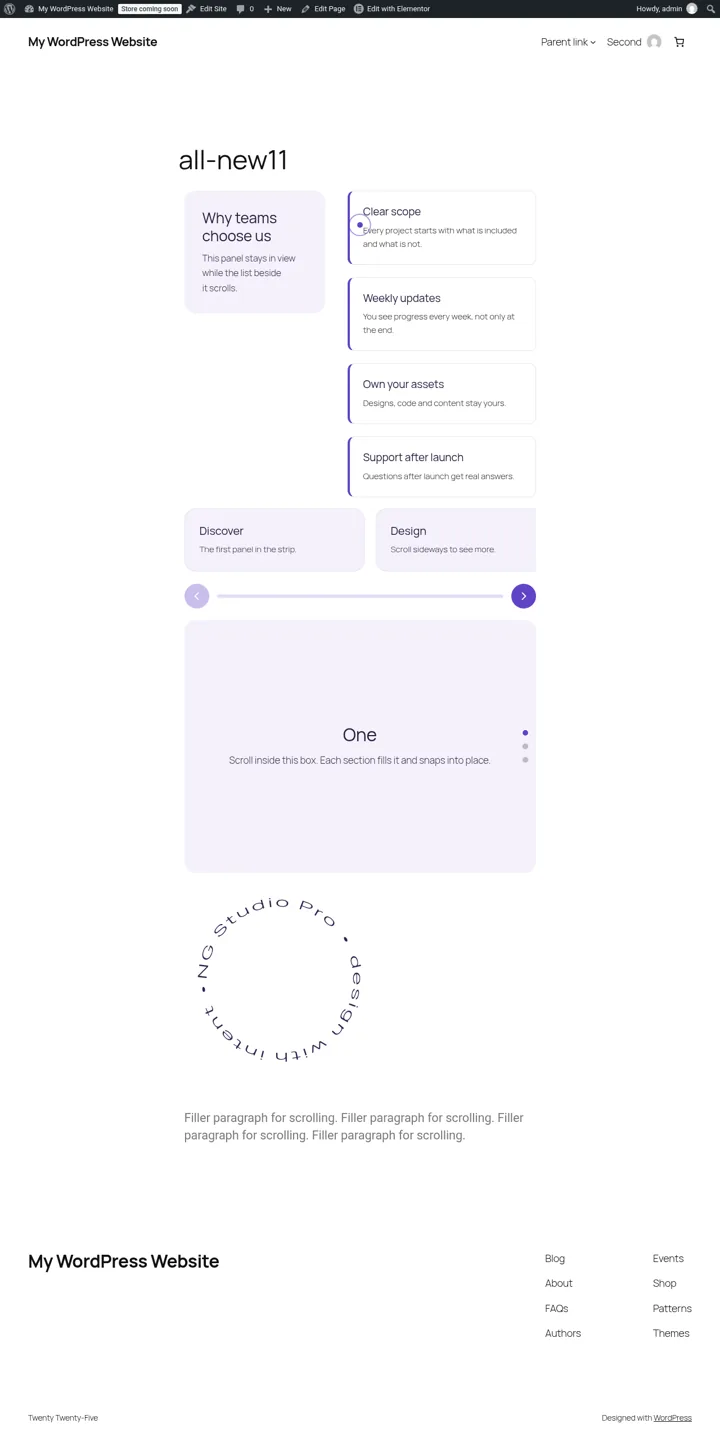 My WordPress Website Store coming soon Edit Site 0 New Edit Page Edit with Elementor Howdy, admin
My WordPress Website
Parent link Second
all-new11
Why teams
choose us
This panel stays in view
while the list beside
it scrolls.
Clear scope
Every project starts with what is included
and what is not.
Weekly updates
You see progress every week, not only at
the end.
Own your assets
Designs, code and content stay yours.
Support after launch
Questions after launch get real answers.
Discover
The first panel in the strip.
Design
Scroll sideways to see more.
One
Scroll inside this box. Each section fills it and snaps into place.
NG Studio Pro • design with intent •
Filler paragraph for scrolling. Filler paragraph for scrolling. Filler
paragraph for scrolling. Filler paragraph for scrolling.
My WordPress Website
Blog
About
FAQs
Authors
Events
Shop
Patterns
Themes
Twenty Twenty-Five
Designed with WordPress